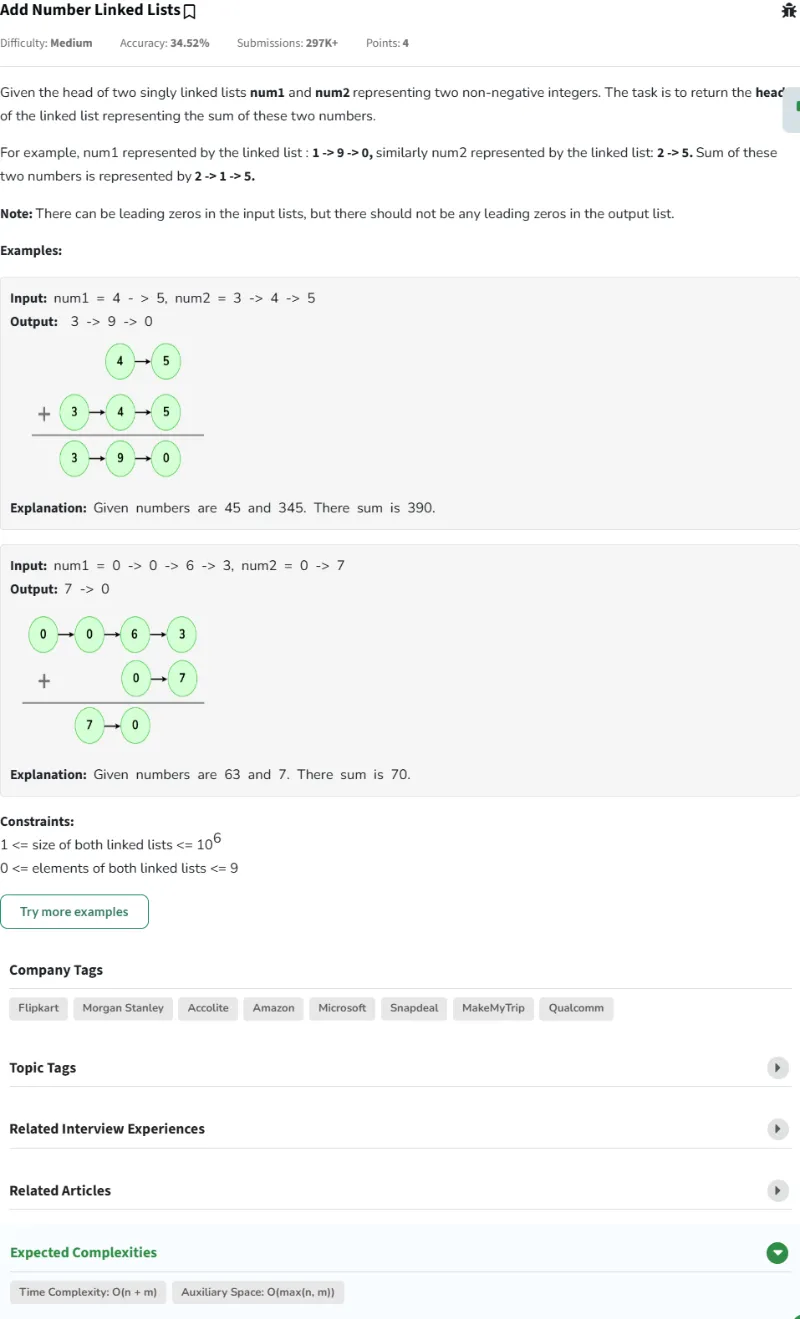 Add Number Linked Lists
Difficulty: Medium Accuracy: 34.52% Submissions: 297K+ Points: 4
Given the head of two singly linked lists num1 and num2 representing two non-negative integers. The task is to return the head
of the linked list representing the sum of these two numbers.
For example, num1 represented by the linked list : 1 -> 9 -> 0, similarly num2 represented by the linked list: 2 -> 5. Sum of these
two numbers is represented by 2 -> 1 -> 5.
Note: There can be leading zeros in the input lists, but there should not be any leading zeros in the output list.
Examples:
Input: num1 = 4 - > 5, num2 = 3 -> 4 -> 5
Output: 3 -> 9 -> 0
4 5
+ 3 4 5
3 9 0
Explanation: Given numbers are 45 and 345. There sum is 390.
Input: num1 = 0 -> 0 -> 6 -> 3, num2 = 0 -> 7
Output: 7 -> 0
0 0 6 3
+ 0 7
7 0
Explanation: Given numbers are 63 and 7. There sum is 70.
Constraints:
1 <= size of both linked lists <= 10^6
0 <= elements of both linked lists <= 9
Try more examples
Company Tags
Flipkart Morgan Stanley Accolite Amazon Microsoft Snapdeal MakeMyTrip Qualcomm
Topic Tags
Related Interview Experiences
Related Articles
Expected Complexities
Time Complexity: O(n + m) Auxiliary Space: O(max(n, m))